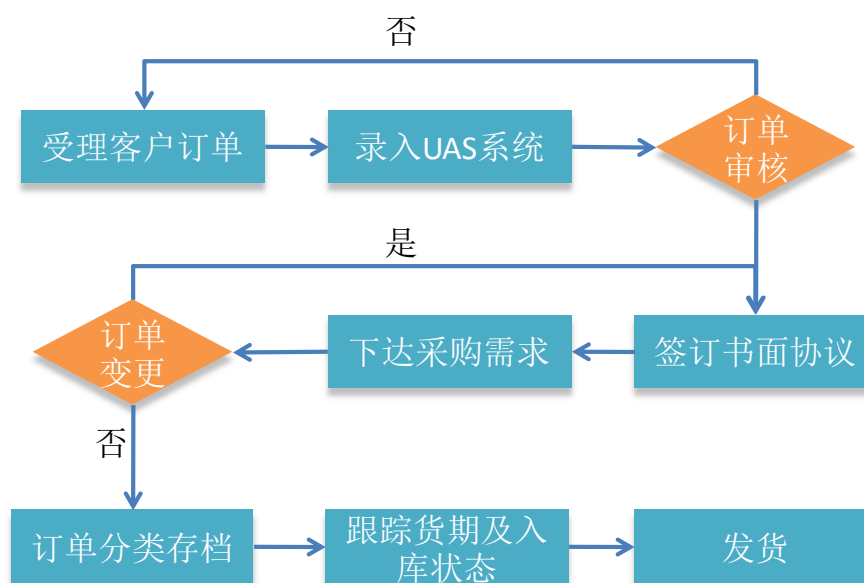 否
受理客户订单
录入UAS系统
订单
审核
是
订单
变更
下达采购需求
签订书面协议
否
订单分类存档
跟踪货期及入
库状态
发货